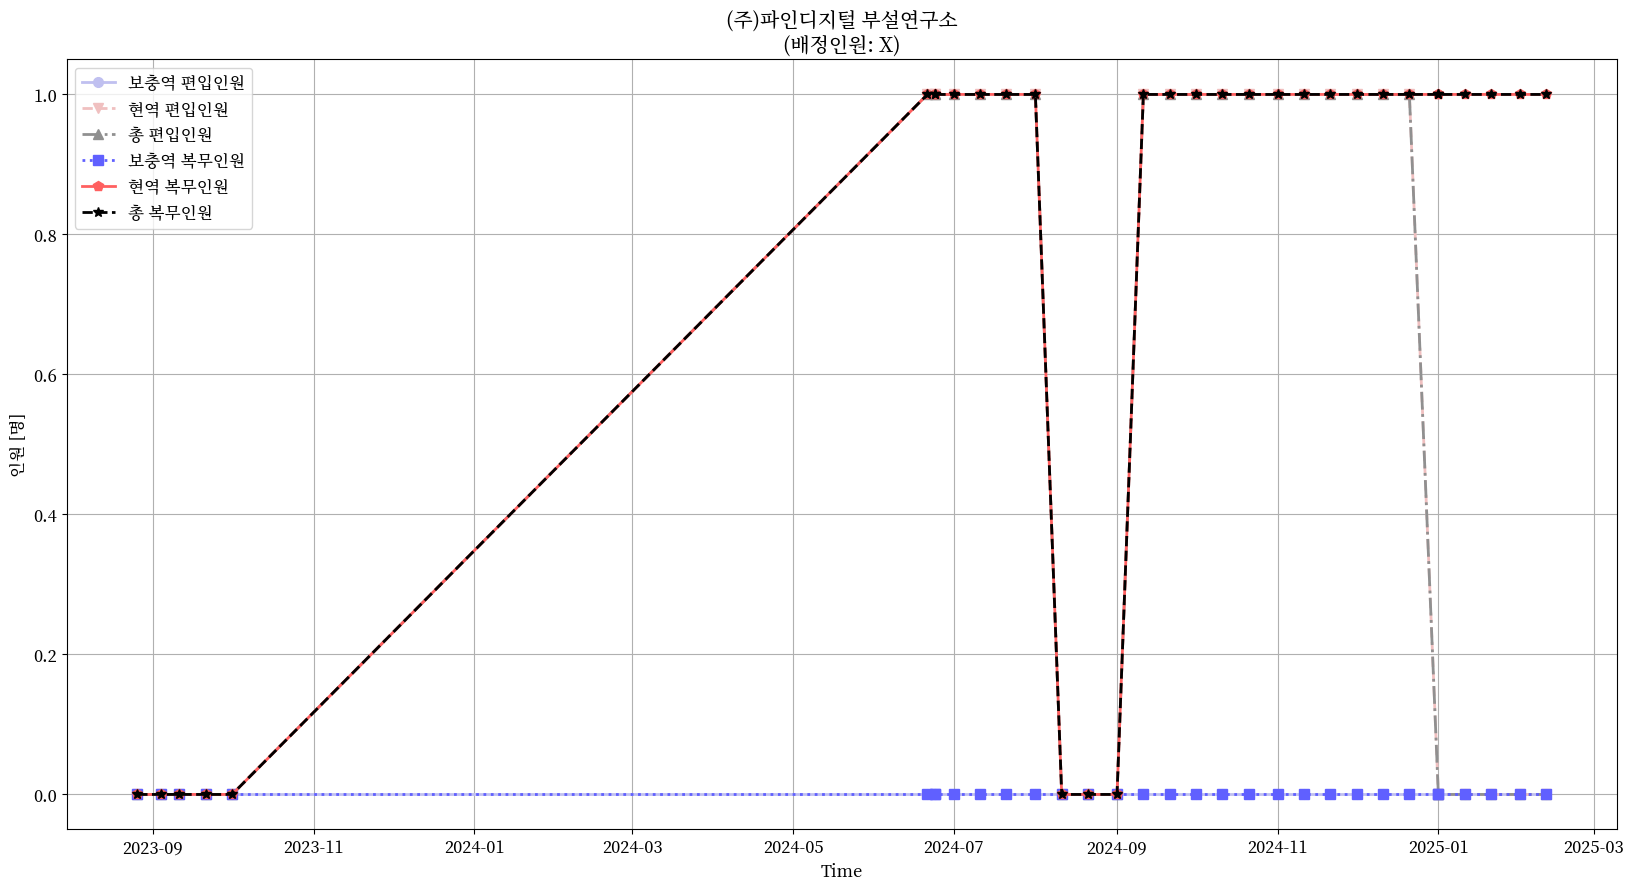 (주)파인디지털 부설연구소
(배정인원: X)
보충역 편입인원
현역 편입인원
총 편입인원
보충역 복무인원
현역 복무인원
총 복무인원
1.0
0.8
0.6
0.4
0.2
0.0
인원 [명]
2023-09
2023-11
2024-01
2024-03
2024-05
2024-07
2024-09
2024-11
2025-01
2025-03
Time